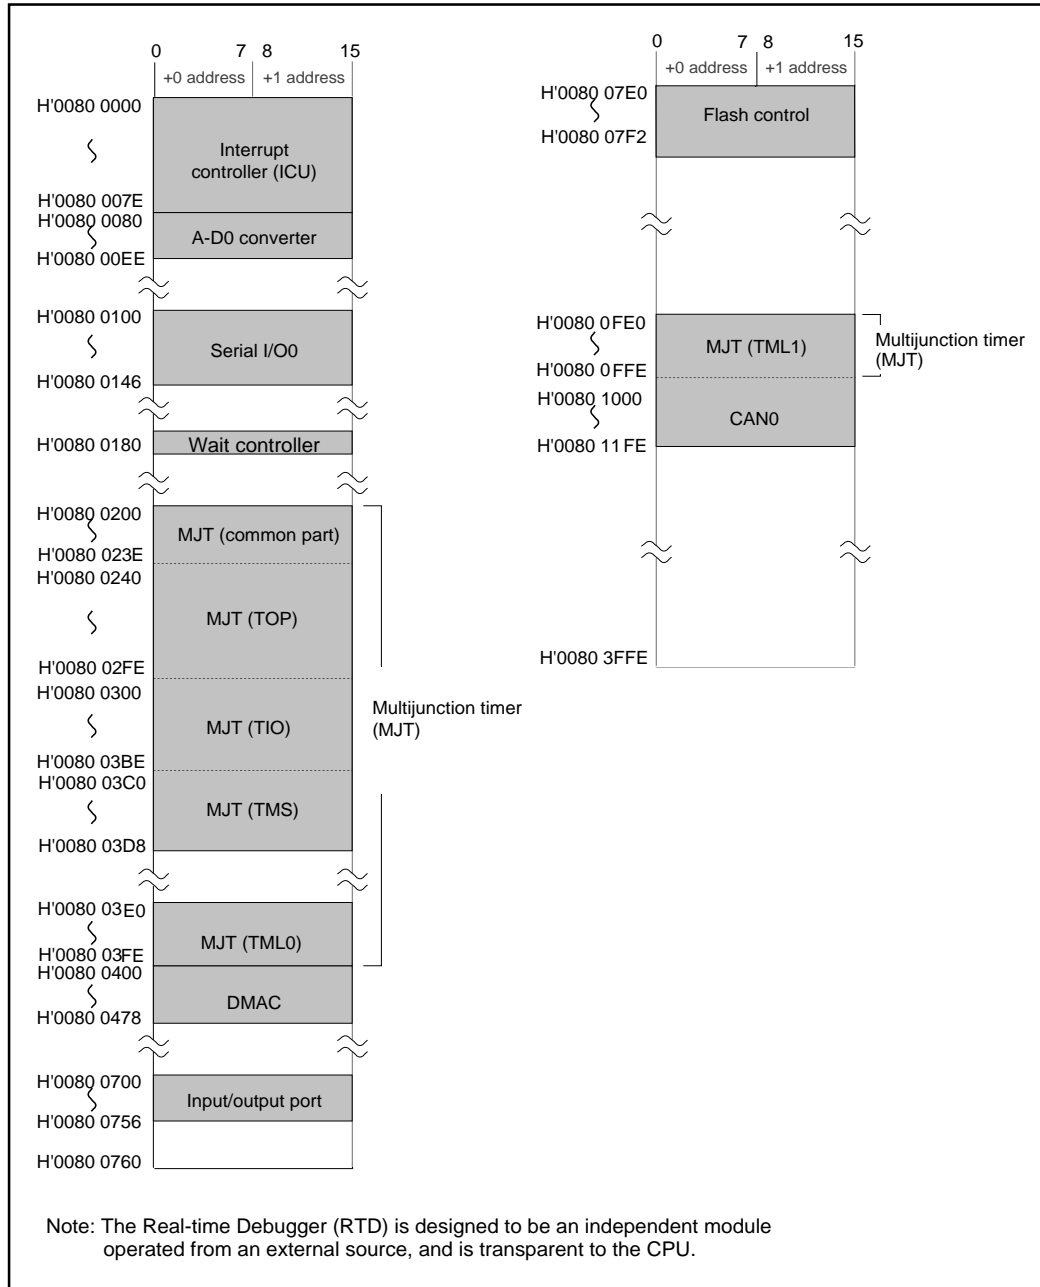 0 7 8 15
+0 address +1 address
H'0080 0000
Interrupt
controller (ICU)
H'0080 007E
H'0080 0080
A-D0 converter
H'0080 00EE
H'0080 0100
Serial I/O0
H'0080 0146
H'0080 0180
Wait controller
H'0080 0200
MJT (common part)
H'0080 023E
H'0080 0240
MJT (TOP)
H'0080 02FE
H'0080 0300
MJT (TIO)
H'0080 03BE
H'0080 03C0
MJT (TMS)
H'0080 03D8
Multijunction timer
(MJT)
H'0080 03E0
MJT (TML0)
H'0080 03FE
H'0080 0400
DMAC
H'0080 0478
H'0080 0700
Input/output port
H'0080 0756
H'0080 0760
0 7 8 15
+0 address +1 address
H'0080 07E0
Flash control
H'0080 07F2
H'0080 0FE0
MJT (TML1)
H'0080 0FFE
Multijunction timer
(MJT)
H'0080 1000
CAN0
H'0080 11FE
H'0080 3FFE
Note: The Real-time Debugger (RTD) is designed to be an independent module
operated from an external source, and is transparent to the CPU.